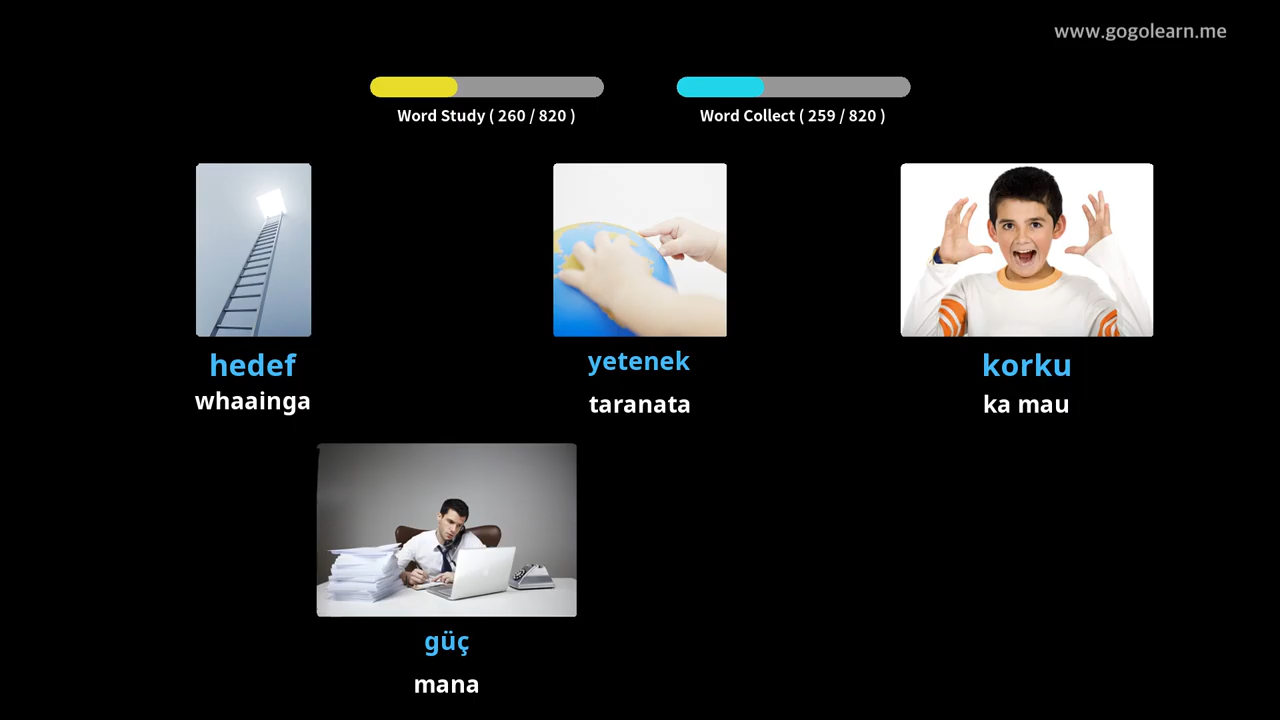 www.gogolearn.me
Word Study ( 260 / 820 )
Word Collect ( 259 / 820 )
hedef
whaainga
yetenek
taranata
korku
ka mau
güç
mana